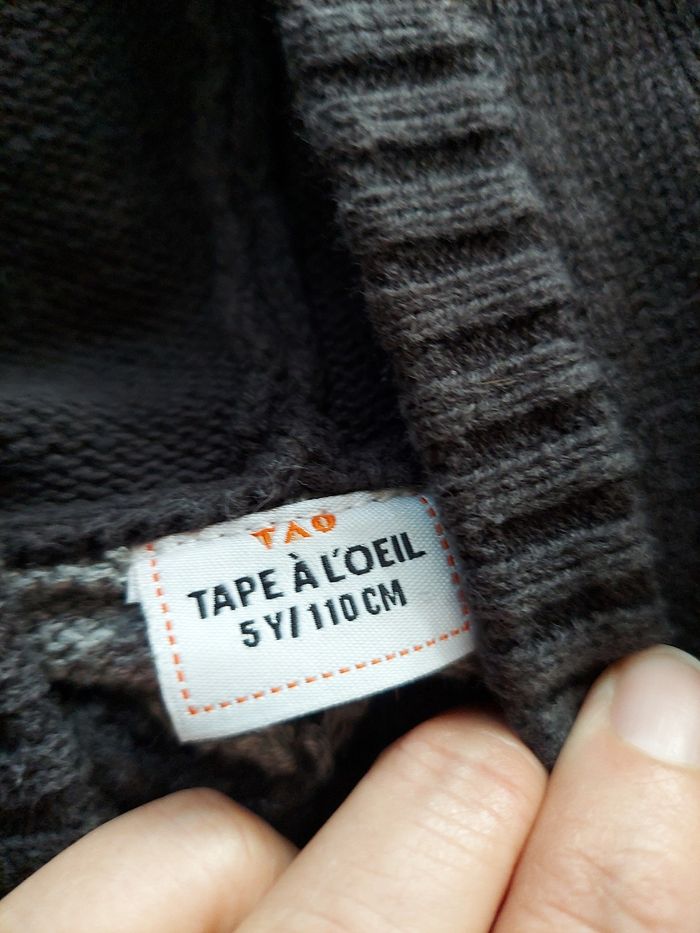 TAO
TAPE À L'OEIL
5 Y/ 110 CM